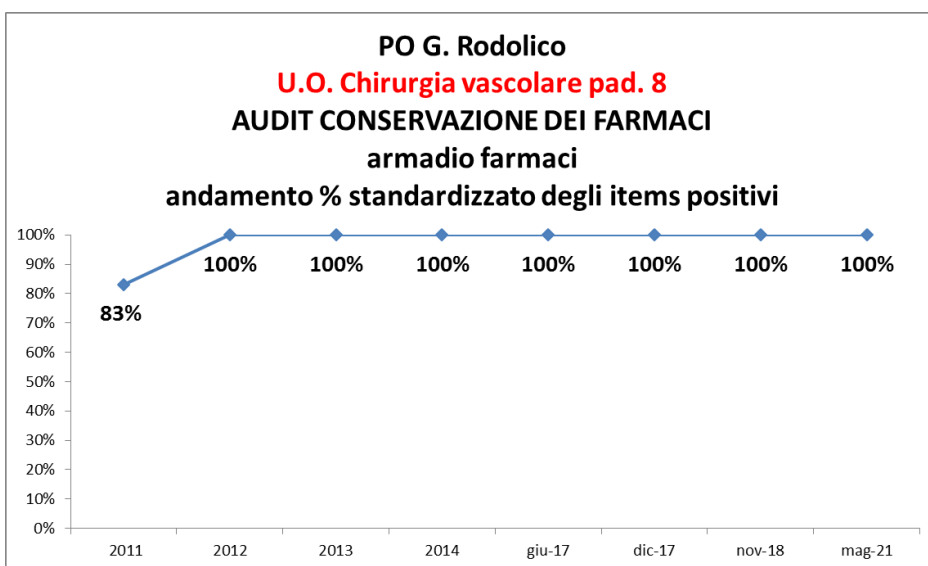 PO G. Rodolico
U.O. Chirurgia vascolare pad. 8
AUDIT CONSERVAZIONE DEI FARMACI
armadio farmaci
andamento % standardizzato degli items positivi
100%
90%
80%
70%
60%
50%
40%
30%
20%
10%
0%
83%
100% 100% 100% 100% 100% 100% 100%
2011 2012 2013 2014 giu-17 dic-17 nov-18 mag-21